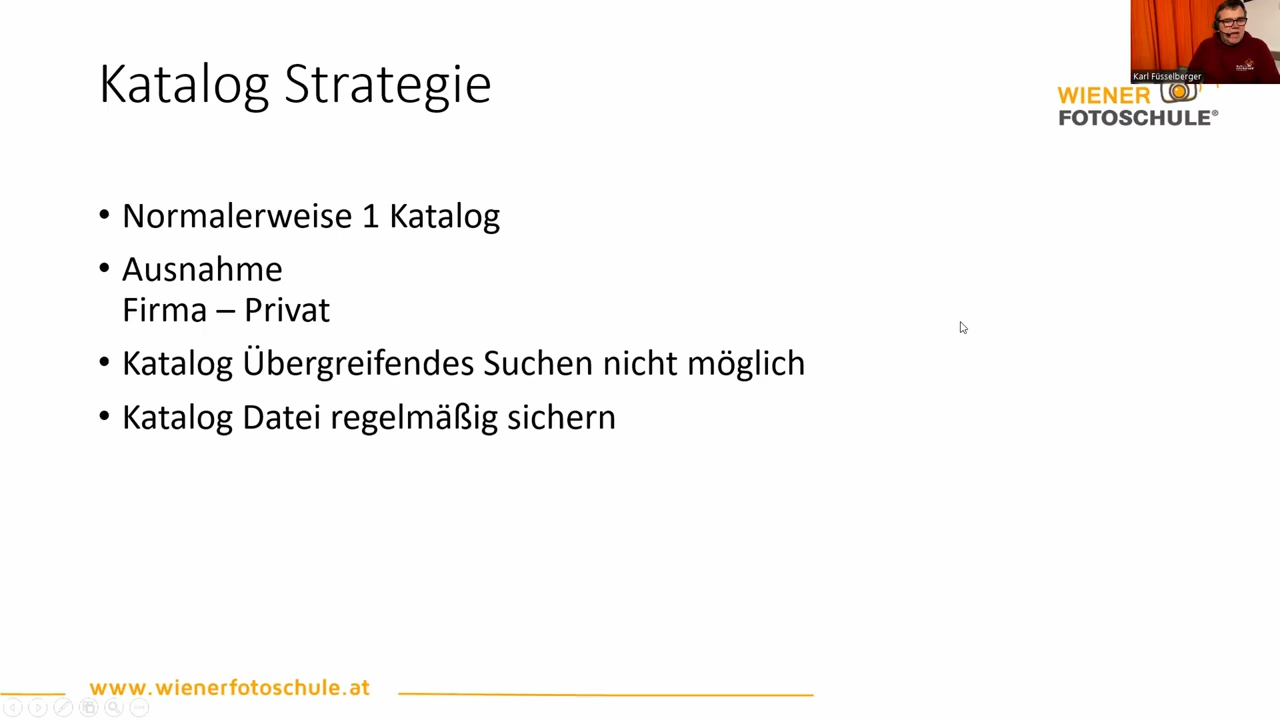 Katalog Strategie
Karl Füsselberger
WIENER
FOTOSCHULE®
• Normalerweise 1 Katalog
• Ausnahme
Firma – Privat
• Katalog Übergreifendes Suchen nicht möglich
• Katalog Datei regelmäßig sichern
www.wienerfotoschule.at